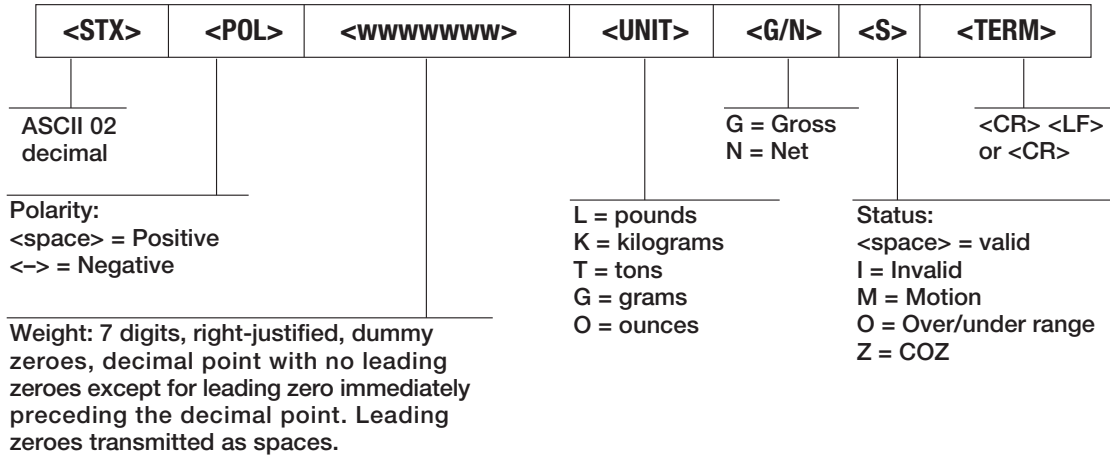 <STX> <POL> <wwwwwww> <UNIT> <G/N> <S> <TERM>
ASCII 02
decimal
G = Gross
N = Net
<CR> <LF>
or <CR>
Polarity:
<space> = Positive
<–> = Negative
L = pounds
K = kilograms
T = tons
G = grams
O = ounces
Status:
<space> = valid
I = Invalid
M = Motion
O = Over/under range
Z = COZ
Weight: 7 digits, right-justified, dummy
zeroes, decimal point with no leading
zeroes except for leading zero immediately
preceding the decimal point. Leading
zeroes transmitted as spaces.